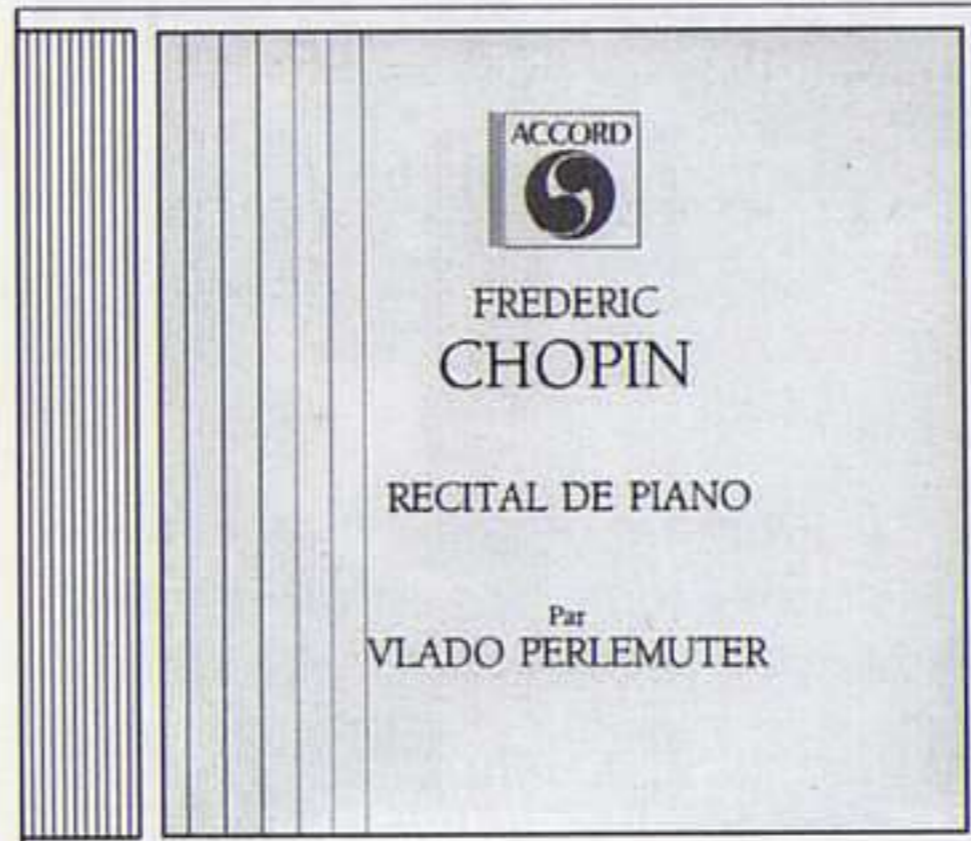 ACCORD
FREDERIC
CHOPIN
RECITAL DE PIANO
Par
VLADO PERLEMUTER